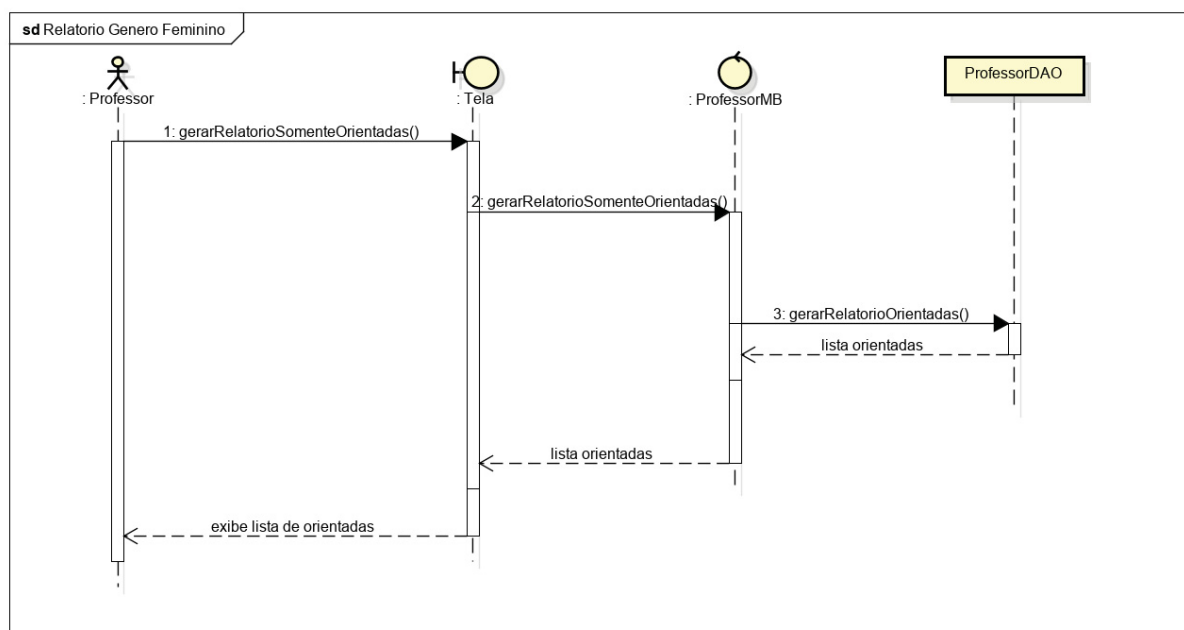 sd Relatorio Genero Feminino
: Professor
: Tela
: ProfessorMB
ProfessorDAO
1: gerarRelatorioSomenteOrientadas()
2: gerarRelatorioSomenteOrientadas()
3: gerarRelatorioOrientadas()
lista orientadas
lista orientadas
exibe lista de orientadas